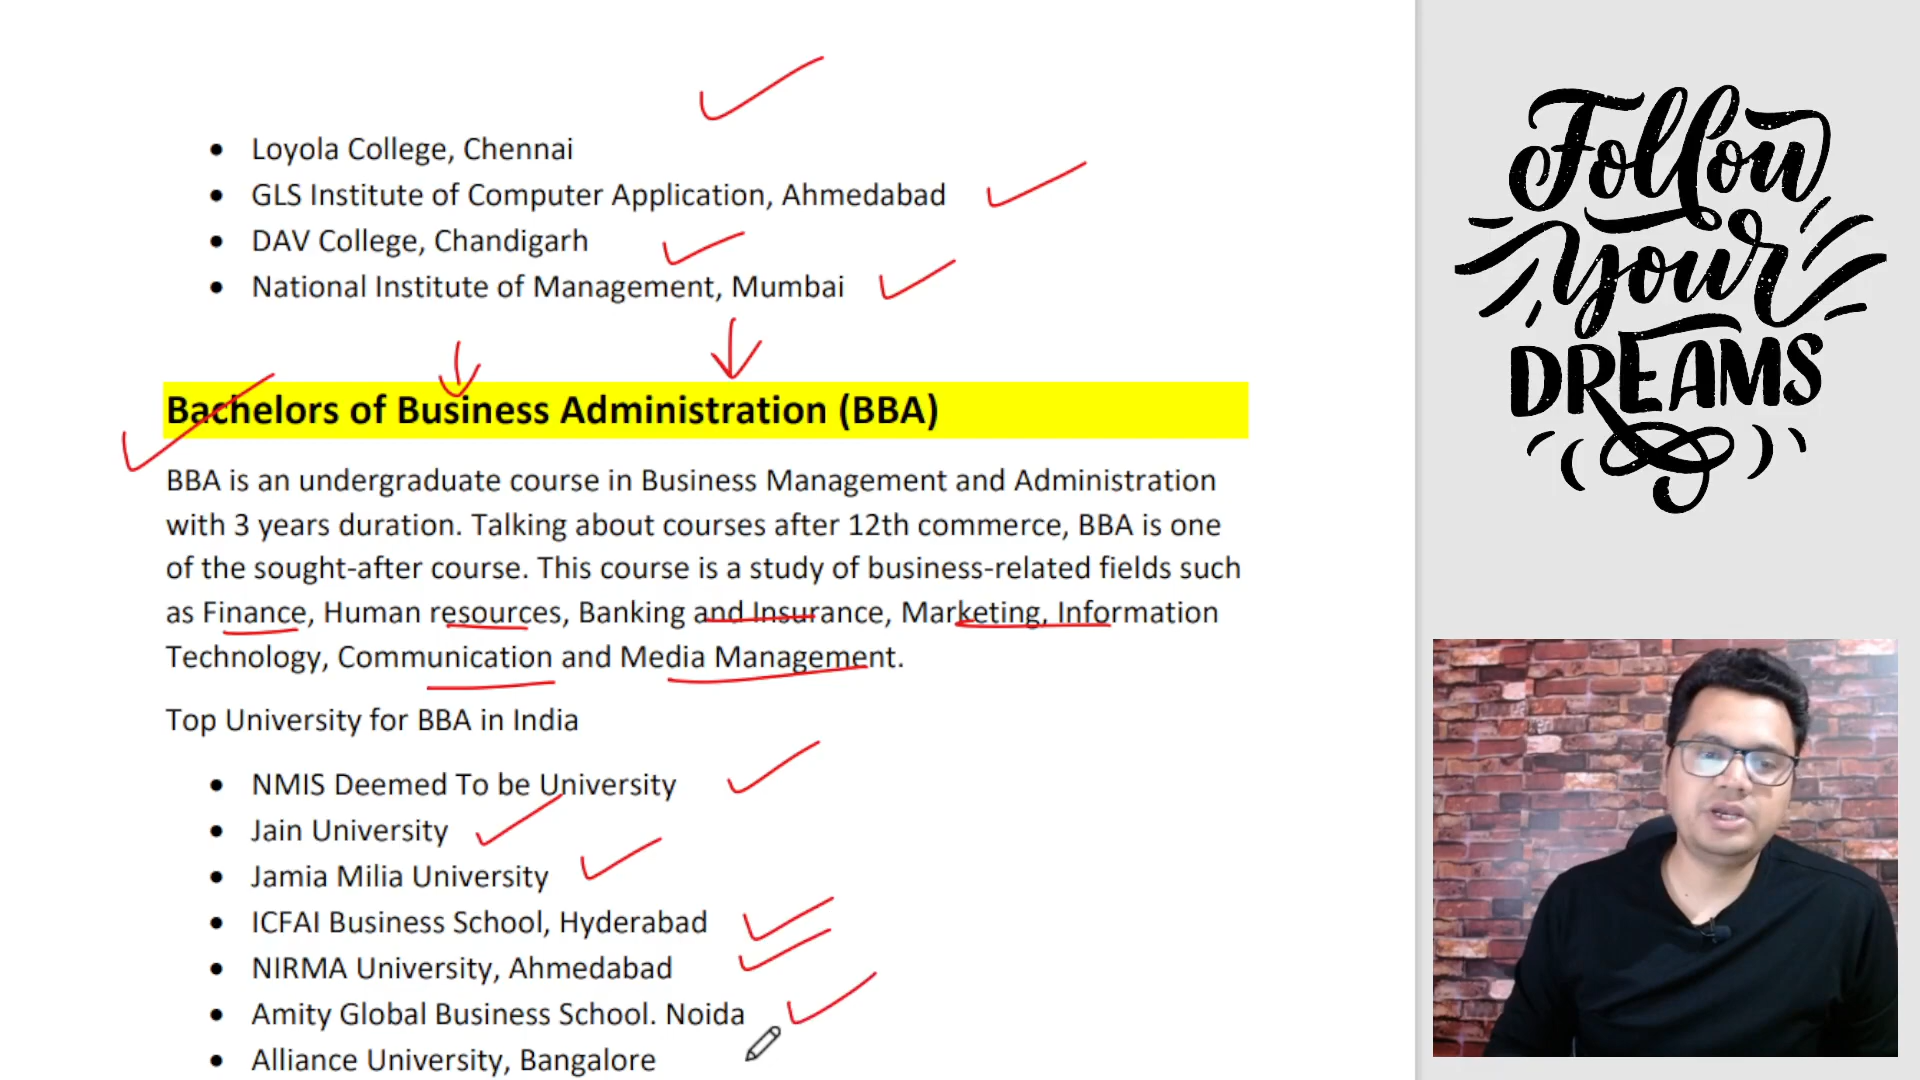 • Loyola College, Chennai
• GLS Institute of Computer Application, Ahmedabad
• DAV College, Chandigarh
• National Institute of Management, Mumbai
Bachelors of Business Administration (BBA)
BBA is an undergraduate course in Business Management and Administration
with 3 years duration. Talking about courses after 12th commerce, BBA is one
of the sought-after course. This course is a study of business-related fields such
as Finance, Human resources, Banking and Insurance, Marketing, Information
Technology, Communication and Media Management.
Top University for BBA in India
• NMIS Deemed To be University
• Jain University
• Jamia Milia University
• ICFAI Business School, Hyderabad
• NIRMA University, Ahmedabad
• Amity Global Business School. Noida
• Alliance University, Bangalore
Follow
Your
DREAMS